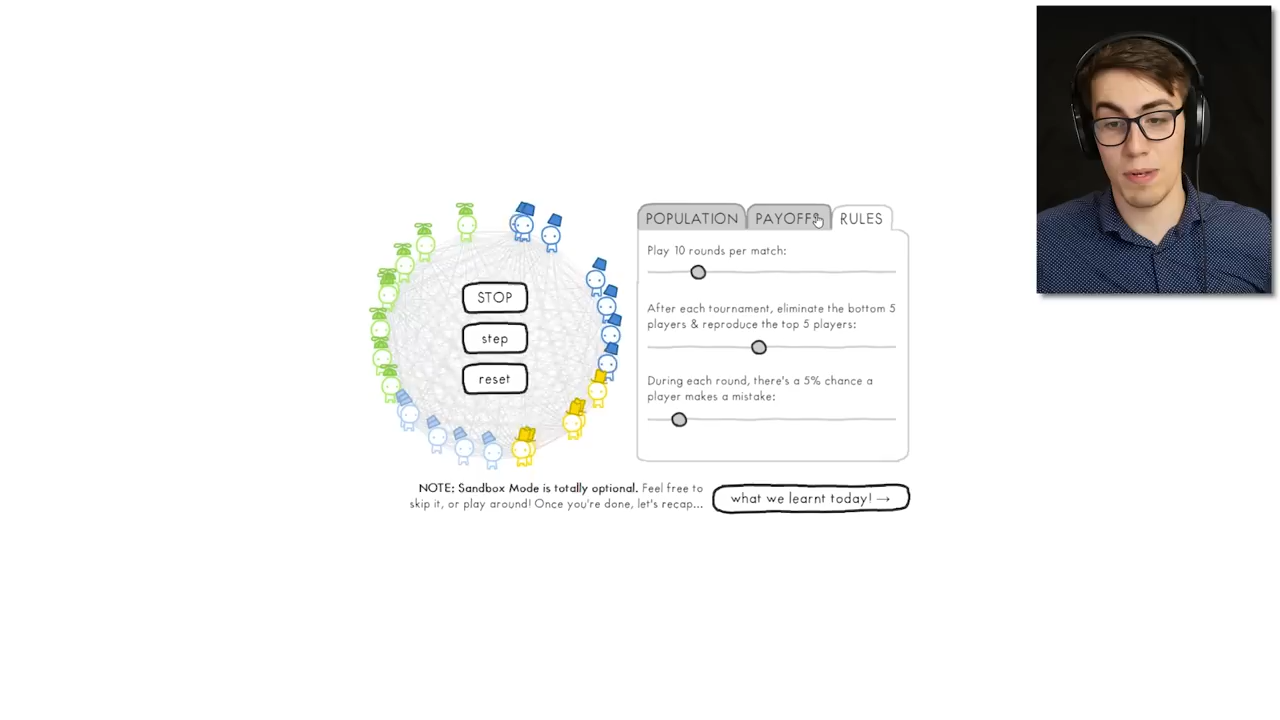 POPULATION
PAYOFFS
RULES
Play 10 rounds per match:
After each tournament, eliminate the bottom 5
players & reproduce the top 5 players:
During each round, there's a 5% chance a
player makes a mistake:
STOP
step
reset
NOTE: Sandbox Mode is totally optional. Feel free to
skip it, or play around! Once you're done, let's recap...
what we learnt today! →